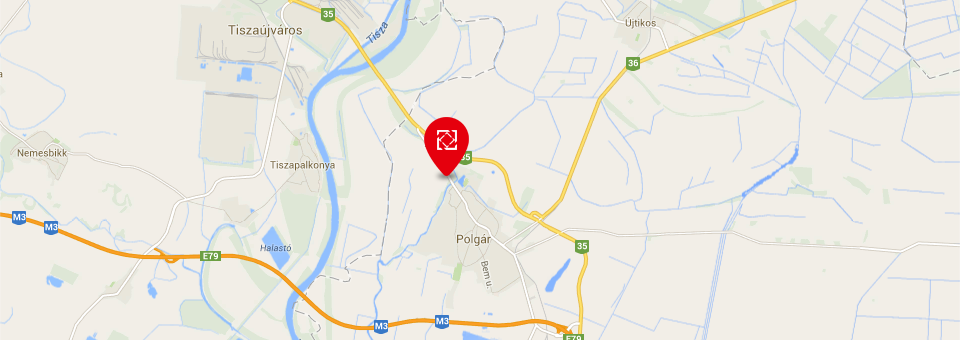 35
Tiszaújváros
Tisza
Újtikos
36
Nemesbikk
Tiszapalkonya
35
M3
M3
Halastó
E79
Polgár
35
Bem u.
M3
M3
E79